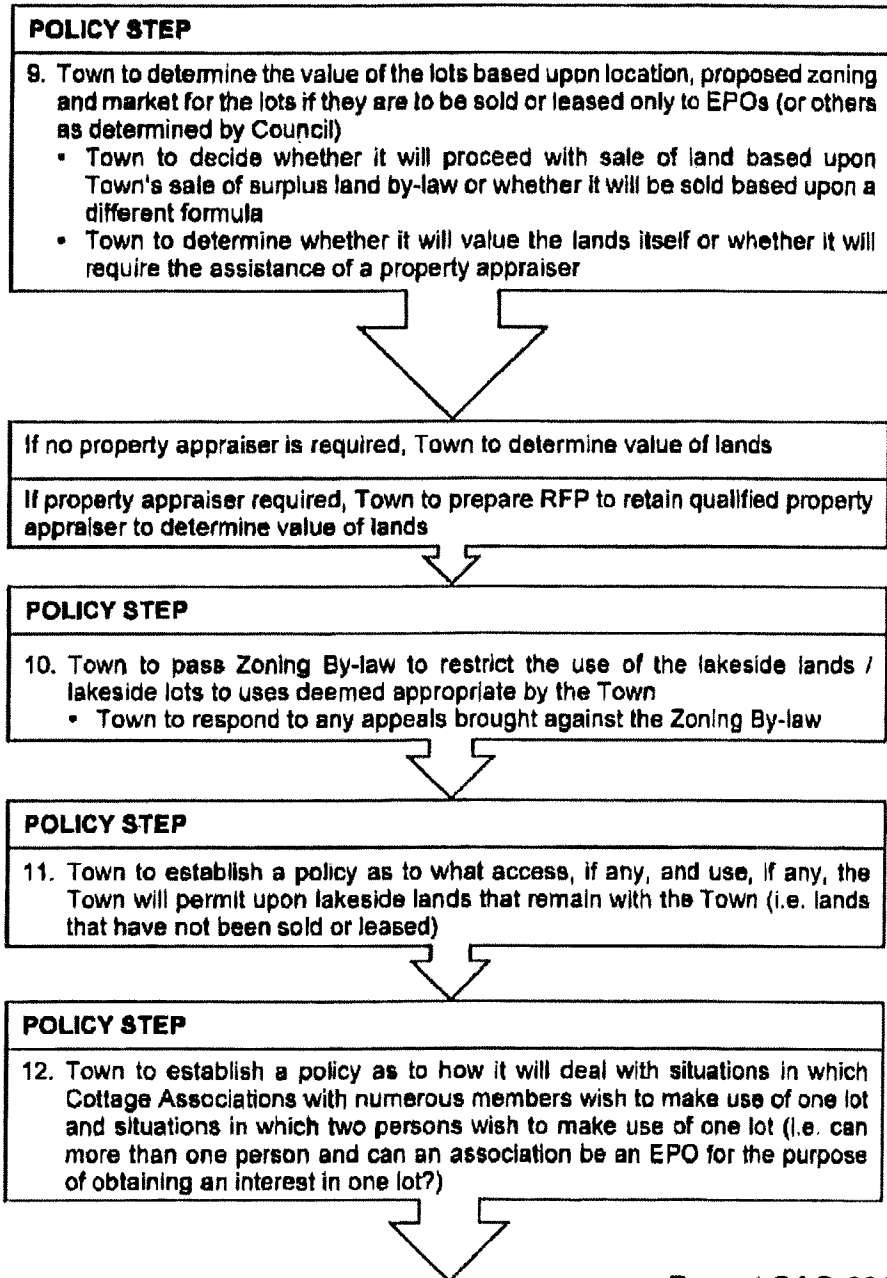 POLICY STEP
9. Town to determine the value of the lots based upon location, proposed zoning
and market for the lots if they are to be sold or leased only to EPOs (or others
as determined by Council)
• Town to decide whether it will proceed with sale of land based upon
Town's sale of surplus land by-law or whether it will be sold based upon a
different formula
• Town to determine whether it will value the lands itself or whether it will
require the assistance of a property appraiser
If no property appraiser is required, Town to determine value of lands
If property appraiser required, Town to prepare RFP to retain qualified property
appraiser to determine value of lands
POLICY STEP
10. Town to pass Zoning By-law to restrict the use of the lakeside lands /
lakeside lots to uses deemed appropriate by the Town
• Town to respond to any appeals brought against the Zoning By-law
POLICY STEP
11. Town to establish a policy as to what access, if any, and use, if any, the
Town will permit upon lakeside lands that remain with the Town (i.e. lands
that have not been sold or leased)
POLICY STEP
12. Town to establish a policy as to how it will deal with situations in which
Cottage Associations with numerous members wish to make use of one lot
and situations in which two persons wish to make use of one lot (i.e. can
more than one person and can an association be an EPO for the purpose
of obtaining an interest in one lot?)